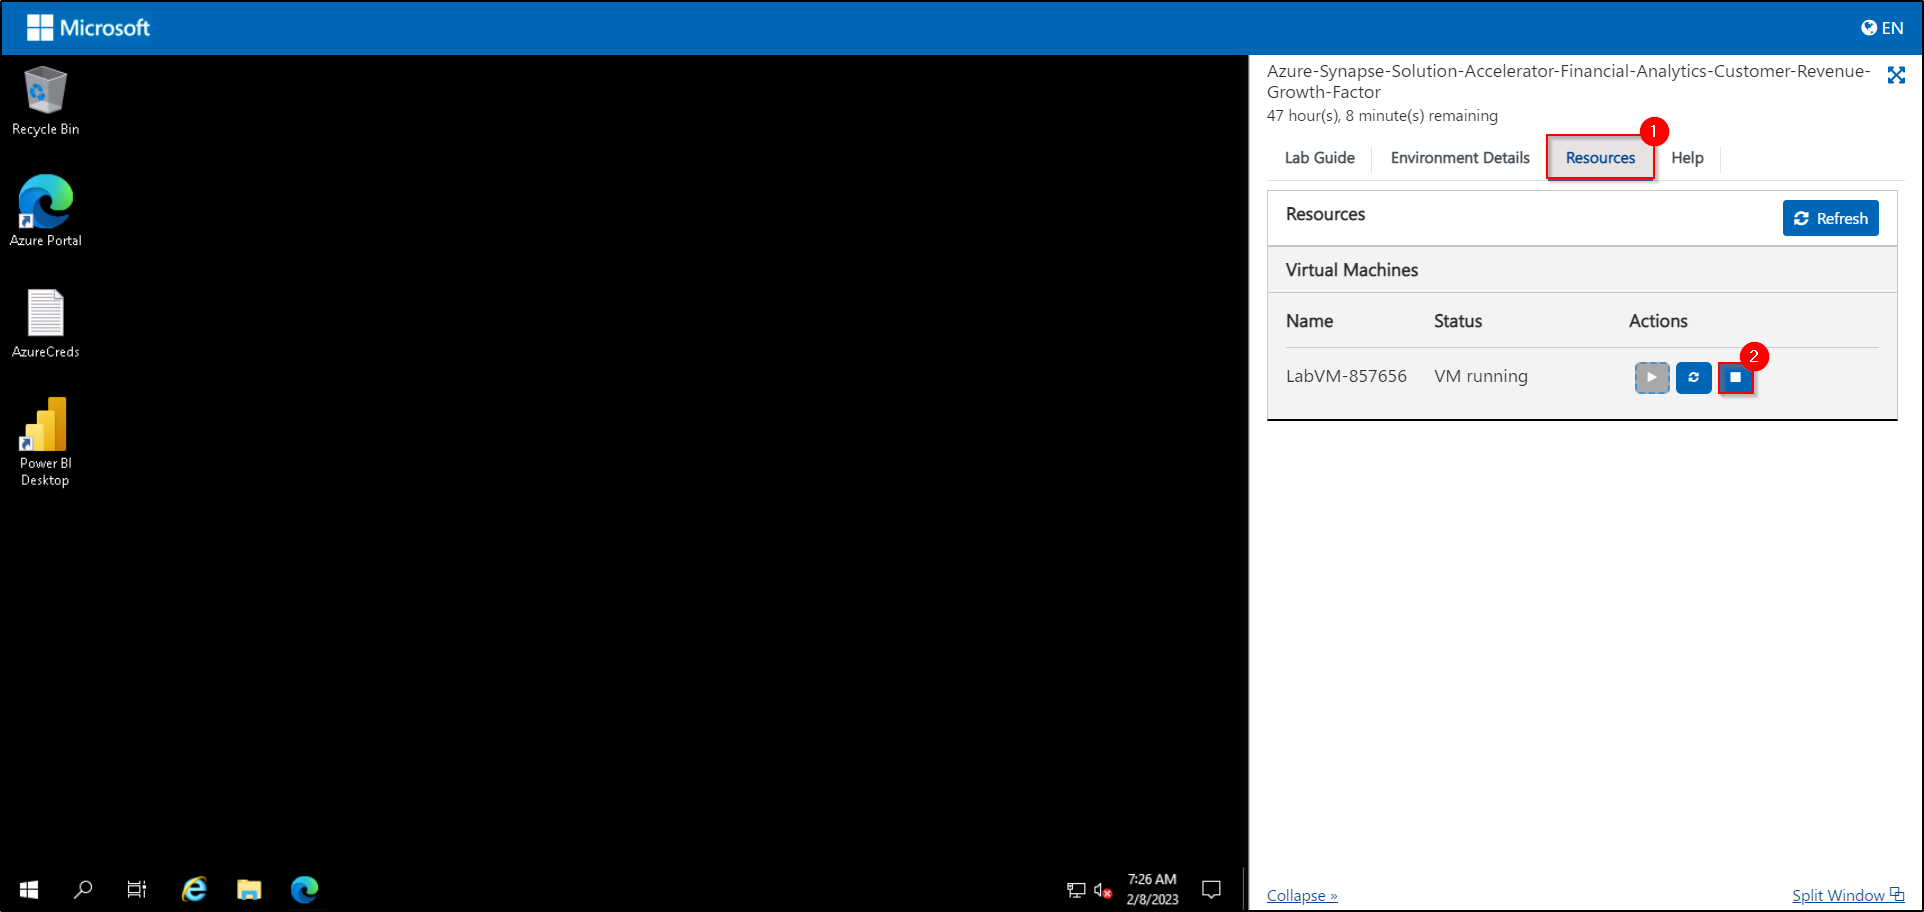 Microsoft
EN
Recycle Bin
Azure Portal
AzureCreds
Power BI
Desktop
Azure-Synapse-Solution-Accelerator-Financial-Analytics-Customer-Revenue-
Growth-Factor
47 hour(s), 8 minute(s) remaining
1
Lab Guide
Environment Details
Resources
Help
Resources
Refresh
Virtual Machines
Name
Status
Actions
2
LabVM-857656
VM running
7:26 AM
2/8/2023
Collapse »
Split Window